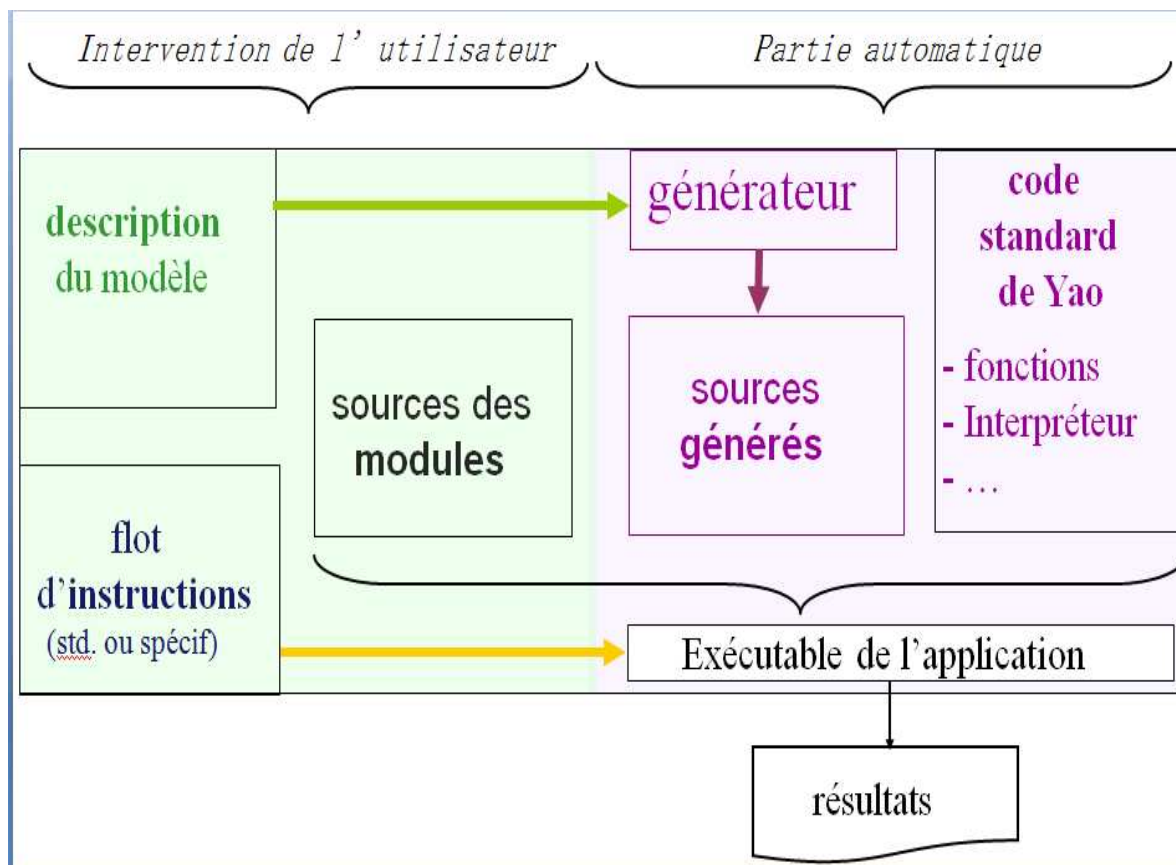 Intervention de l' utilisateur
Partie automatique
description
du modèle
générateur
code
standard
de Yao
- fonctions
- Interpréteur
- ...
sources des
modules
sources
générés
flot
d'instructions
(std. ou spécif)
Exécutable de l'application
résultats